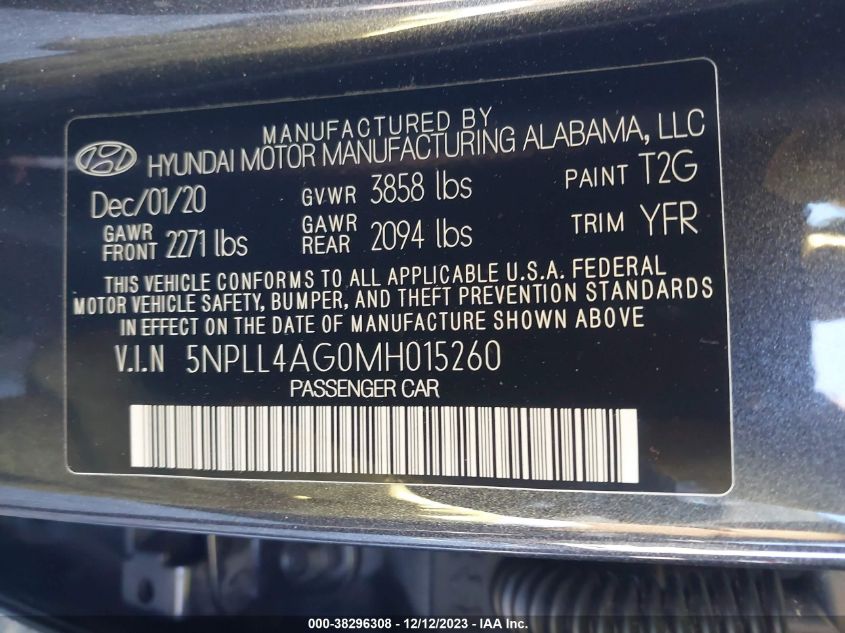 MANUFACTURED BY
HYUNDAI MOTOR MANUFACTURING ALABAMA, LLC
Dec/01/20 GVWR 3858 lbs PAINT T2G
GAWR FRONT 2271 lbs GAWR REAR 2094 lbs TRIM YFR
THIS VEHICLE CONFORMS TO ALL APPLICABLE U.S.A. FEDERAL
MOTOR VEHICLE SAFETY, BUMPER, AND THEFT PREVENTION STANDARDS
IN EFFECT ON THE DATE OF MANUFACTURE SHOWN ABOVE
V.I.N 5NPLL4AG0MH015260
PASSENGER CAR
000-38296308 - 12/12/2023 - IAA Inc.